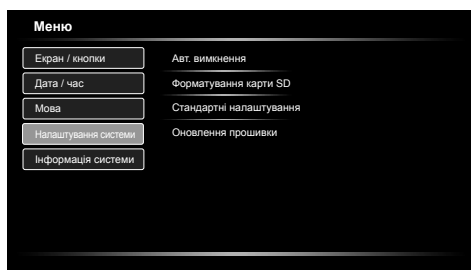 Меню
Екран / кнопки
Авт. вимкнення
Дата / час
Форматування карти SD
Мова
Стандартні налаштування
Налаштування системи
Оновлення прошивки
Інформація системи